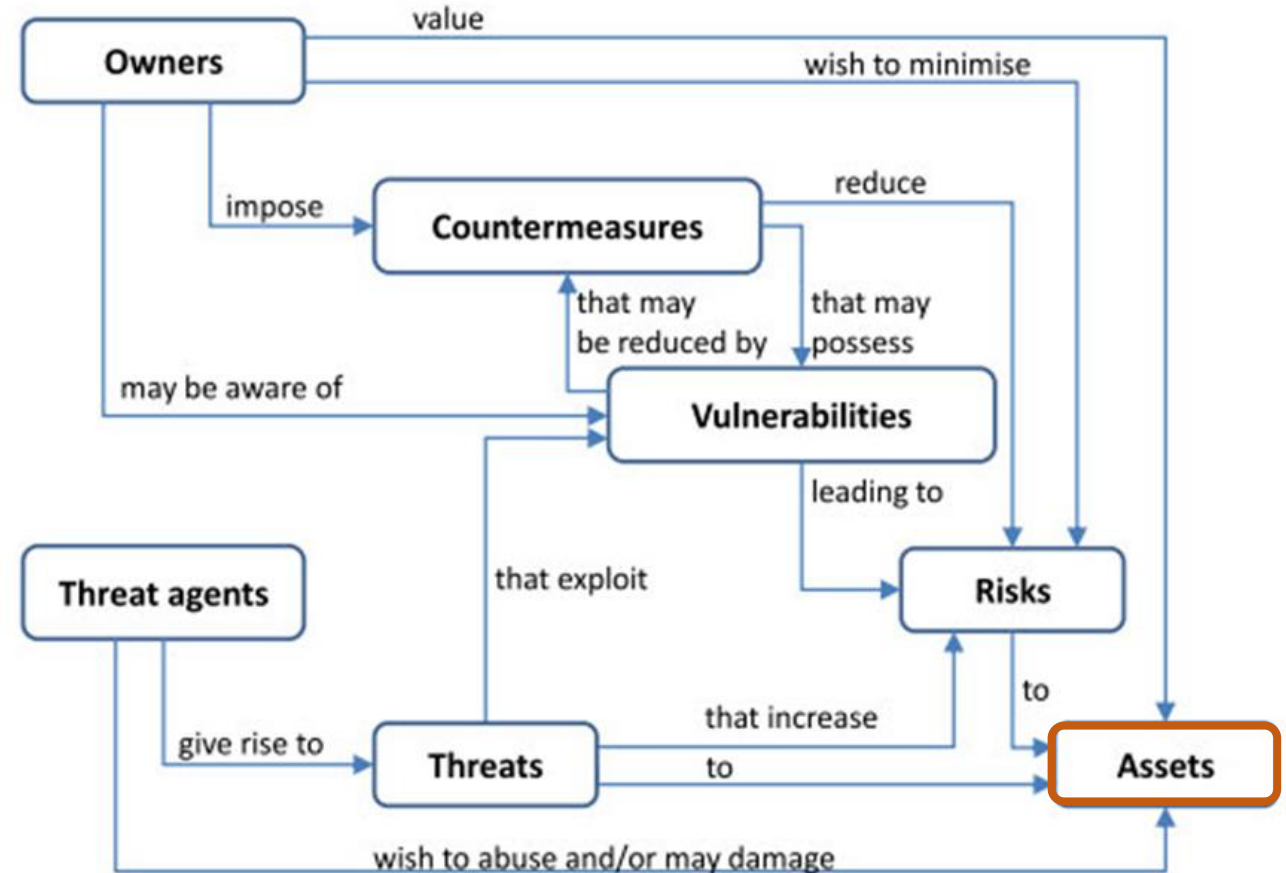 value
Owners
wish to minimise
reduce
impose
Countermeasures
that may
be reduced by
that may
possess
may be aware of
Vulnerabilities
leading to
that exploit
Threat agents
Risks
to
that increase
give rise to
Threats
to
Assets
wish to abuse and/or may damage